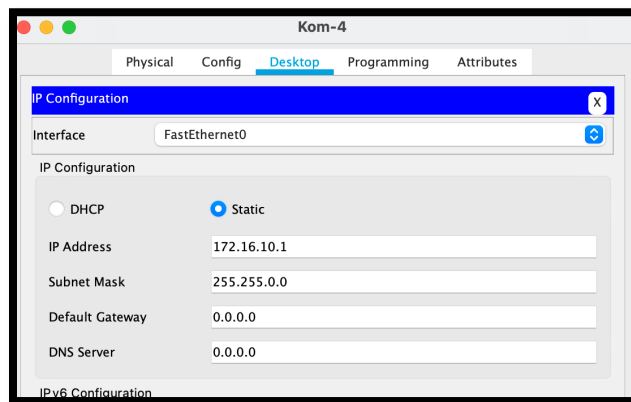 Kom-4
Physical Config Desktop Programming Attributes
IP Configuration X
Interface FastEthernet0
IP Configuration
DHCP Static
IP Address 172.16.10.1
Subnet Mask 255.255.0.0
Default Gateway 0.0.0.0
DNS Server 0.0.0.0
IPv6 Configuration